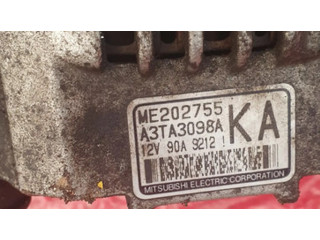 ME202755
A3TA3098A KA
12V 90A 9212 !
MITSUBISHI ELECTRIC CORPORATION